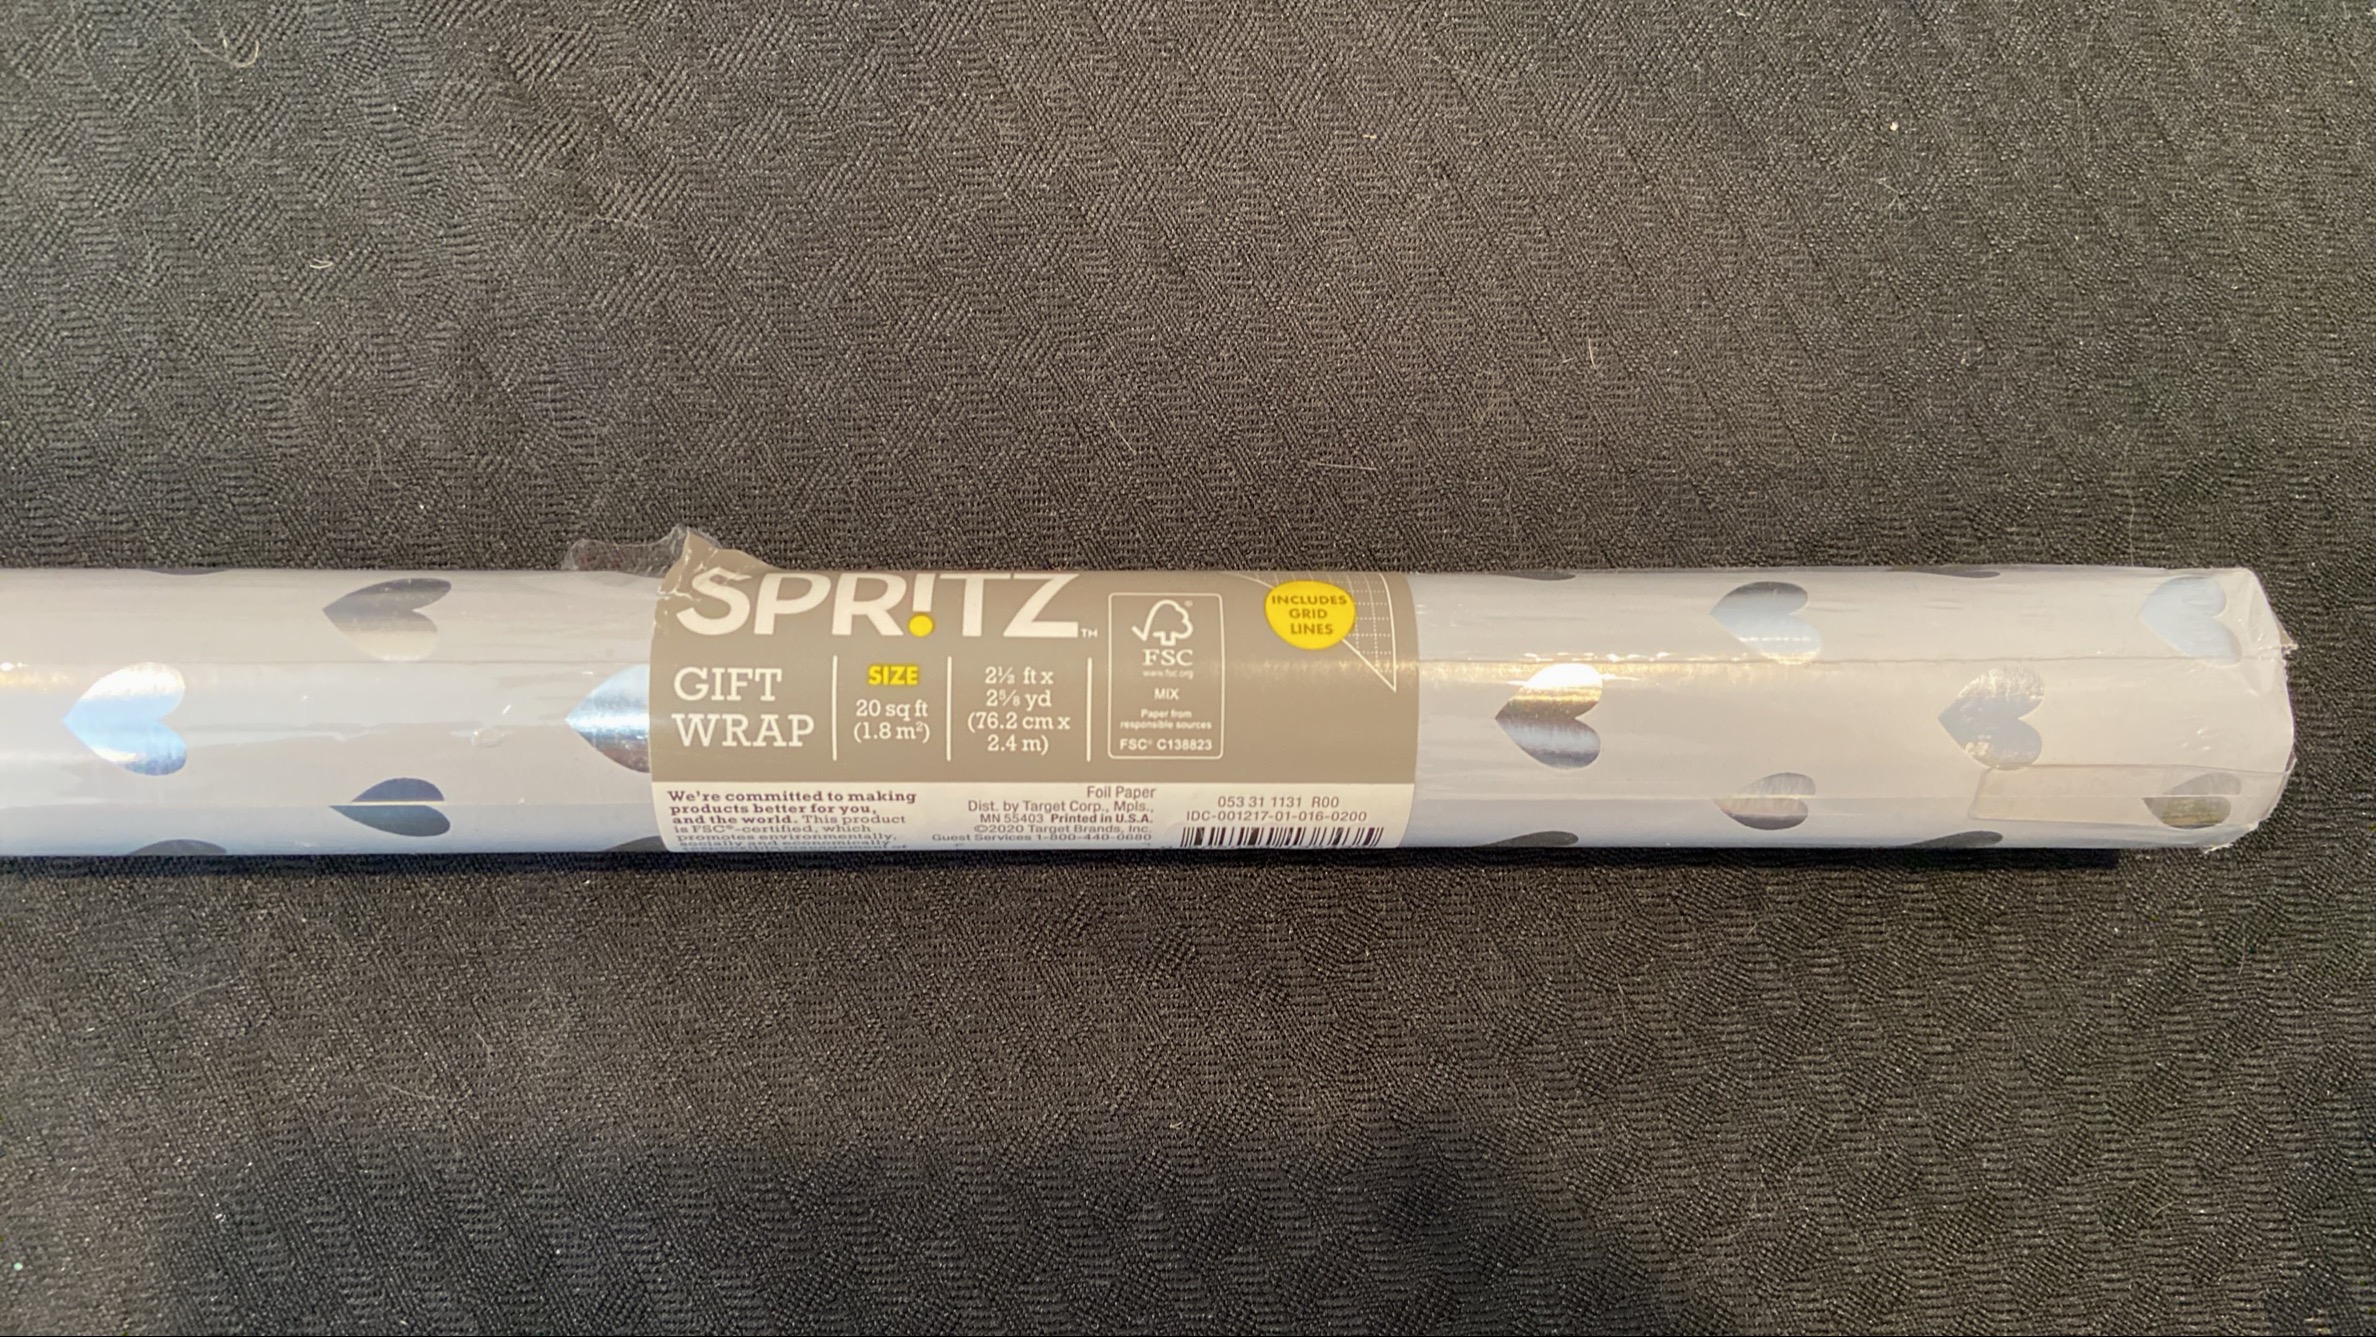 SPR!TZ™
GIFT
WRAP
SIZE
20 sq ft
(1.8 m²)
2½ ft x
2⅝ yd
(76.2 cm x
2.4 m)
FSC®
www.fsc.org
MIX
Paper from
responsible sources
FSC® C138823
INCLUDES
GRID
LINES
We're committed to making
products better for you,
and the world. This product
is FSC®-certified, which
promotes environmentally,
socially and economically
Foil Paper
Dist. by Target Corp., Mpls.,
MN 55403 Printed in U.S.A.
©2020 Target Brands, Inc.
Guest Services 1-800-440-0680
053 31 1131 R00
IDC-001217-01-016-0200